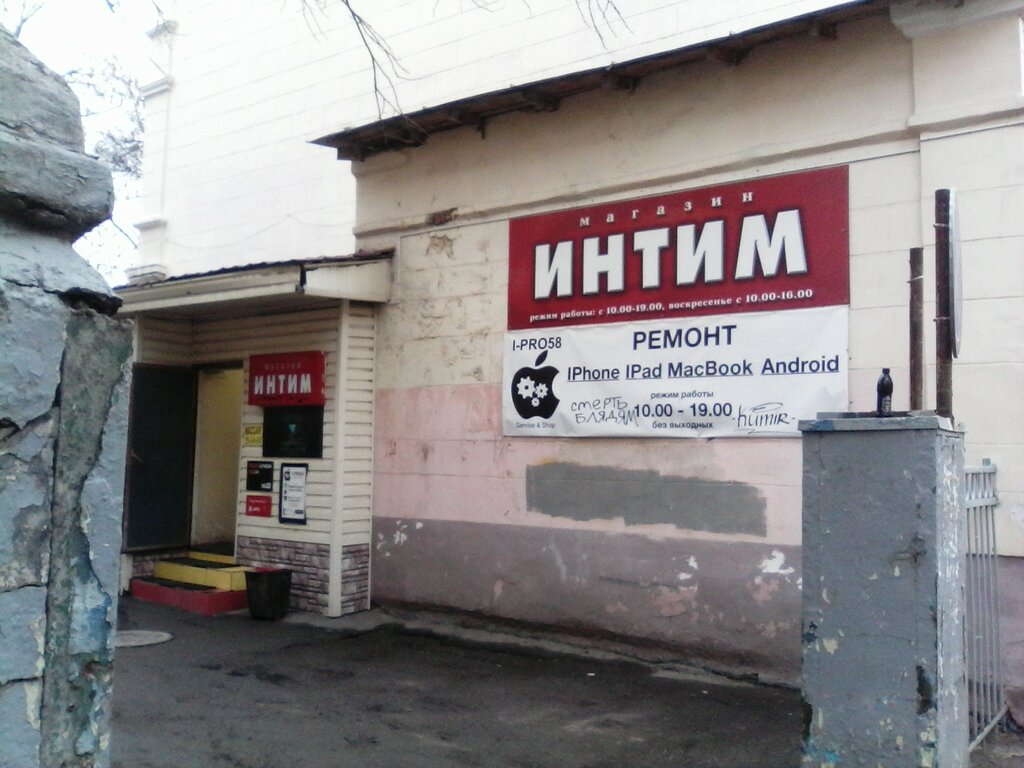 магазин
ИНТИМ
режим работы: с 10.00-19.00, воскресенье с 10.00-16.00
I-PRO58
РЕМОНТ
IPhone IPad MacBook Android
режим работы
10.00 - 19.00
без выходных
Service & Shop
смерть
блядям
Kumir
магазин
ИНТИМ